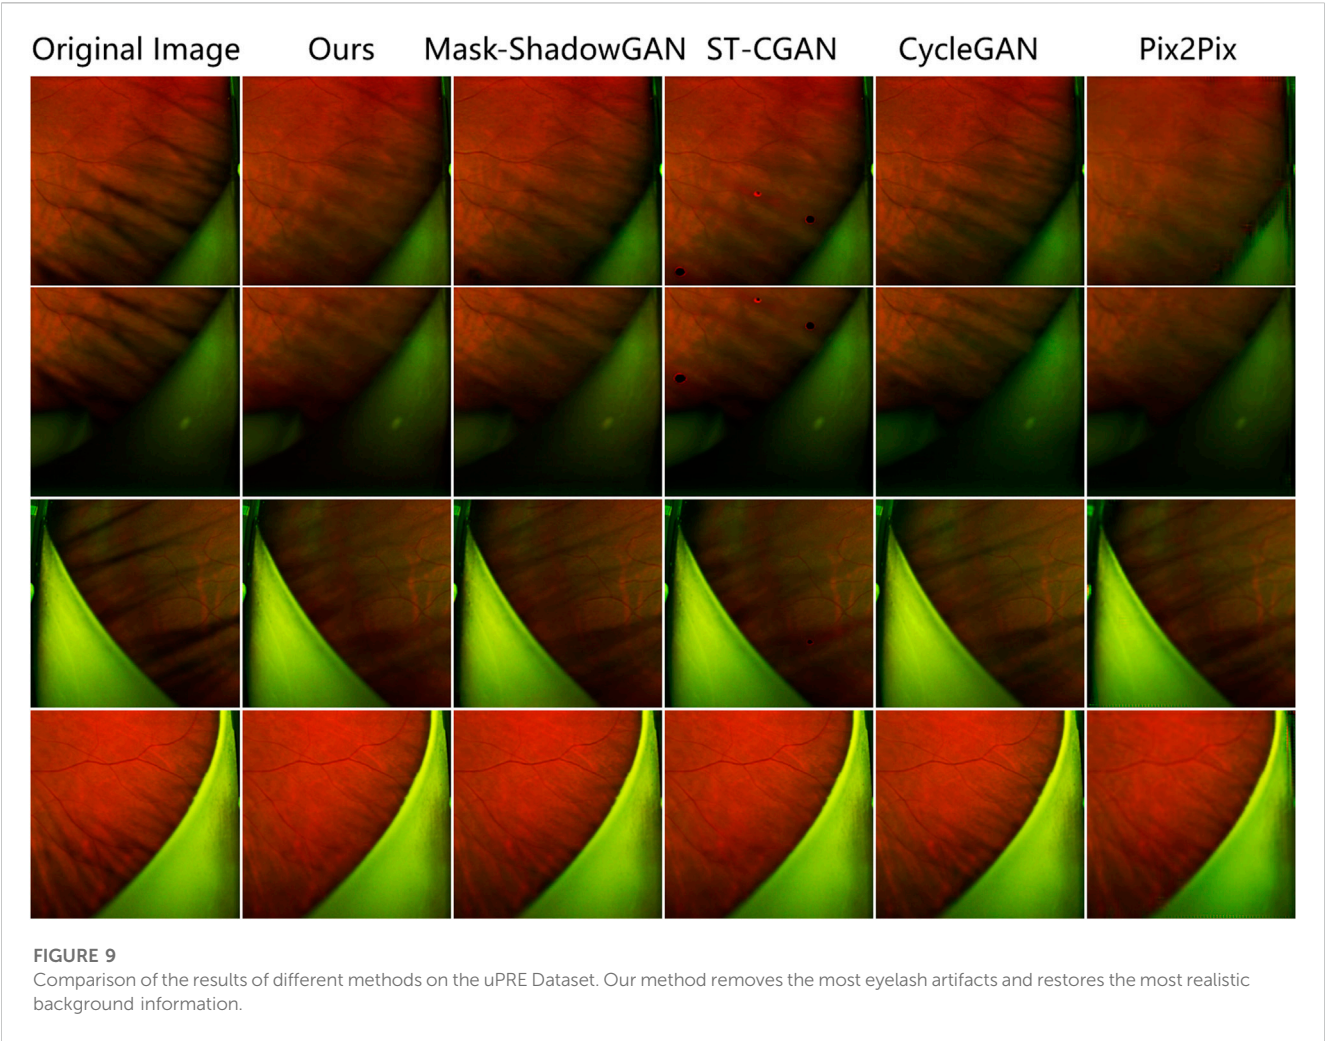 Original Image Ours Mask-ShadowGAN ST-CGAN CycleGAN Pix2Pix
FIGURE 9
Comparison of the results of different methods on the uPRE Dataset. Our method removes the most eyelash artifacts and restores the most realistic
background information.